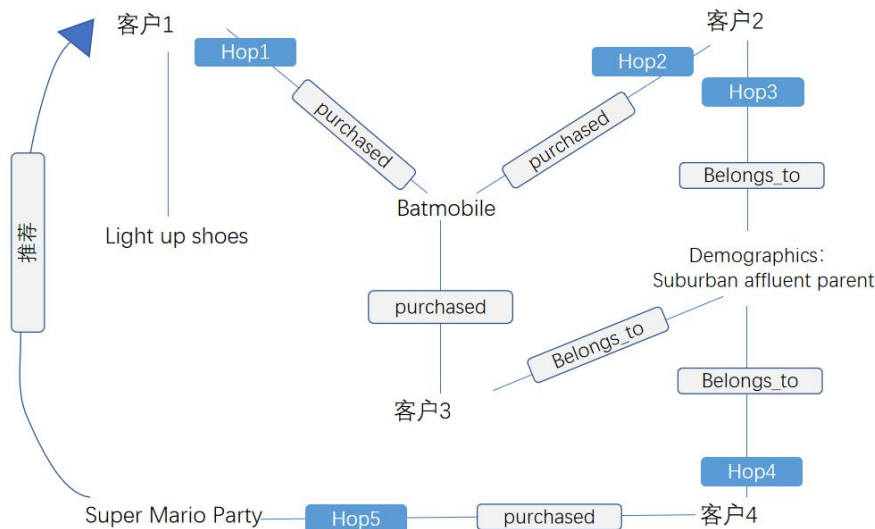 客户1
客户2
Hop1
Hop2
Hop3
purchased
purchased
Belongs_to
Batmobile
推荐
Light up shoes
Demographics:
Suburban affluent parent
purchased
Belongs_to
Belongs_to
客户3
Hop4
Super Mario Party
Hop5
purchased
客户4